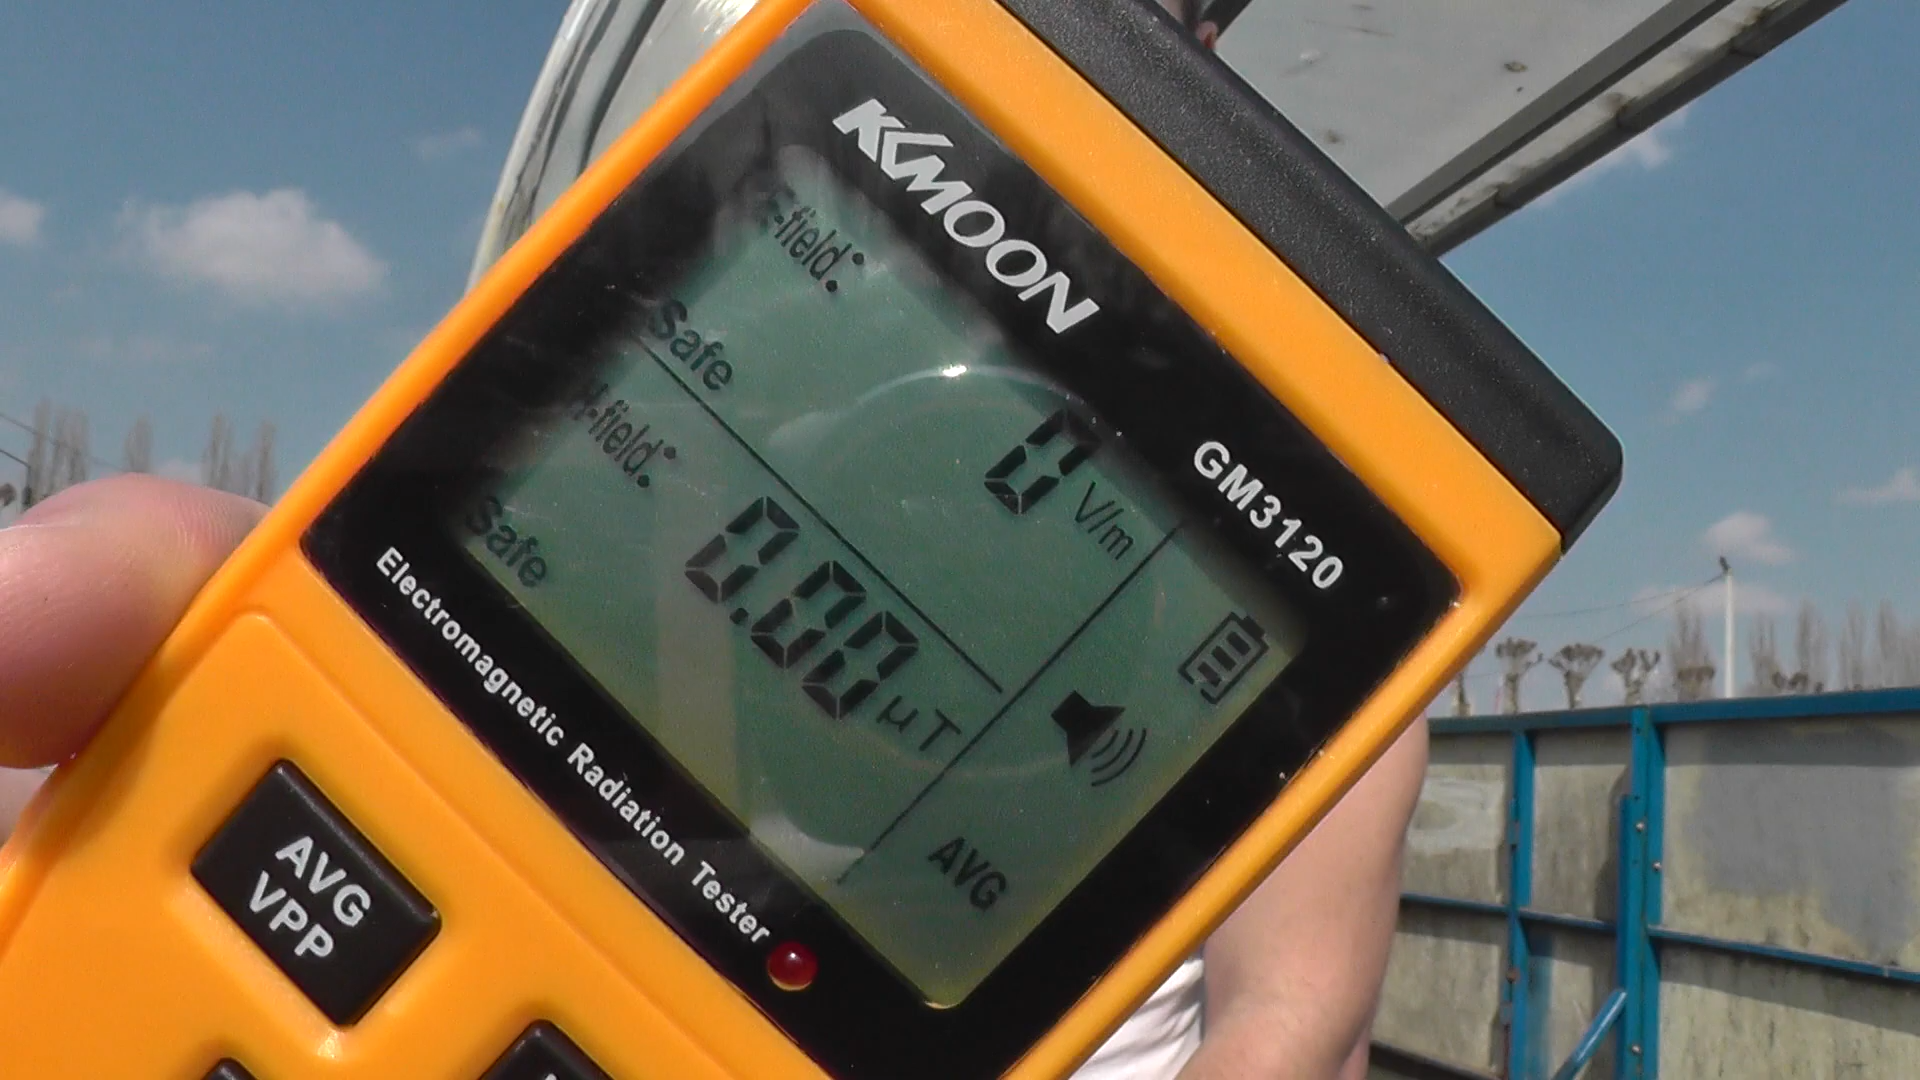 KKMOON
GM3120
E-field:
0 V/m
Safe
H-field:
0.00 µT
Safe
AVG
Electromagnetic Radiation Tester
AVG
VPP